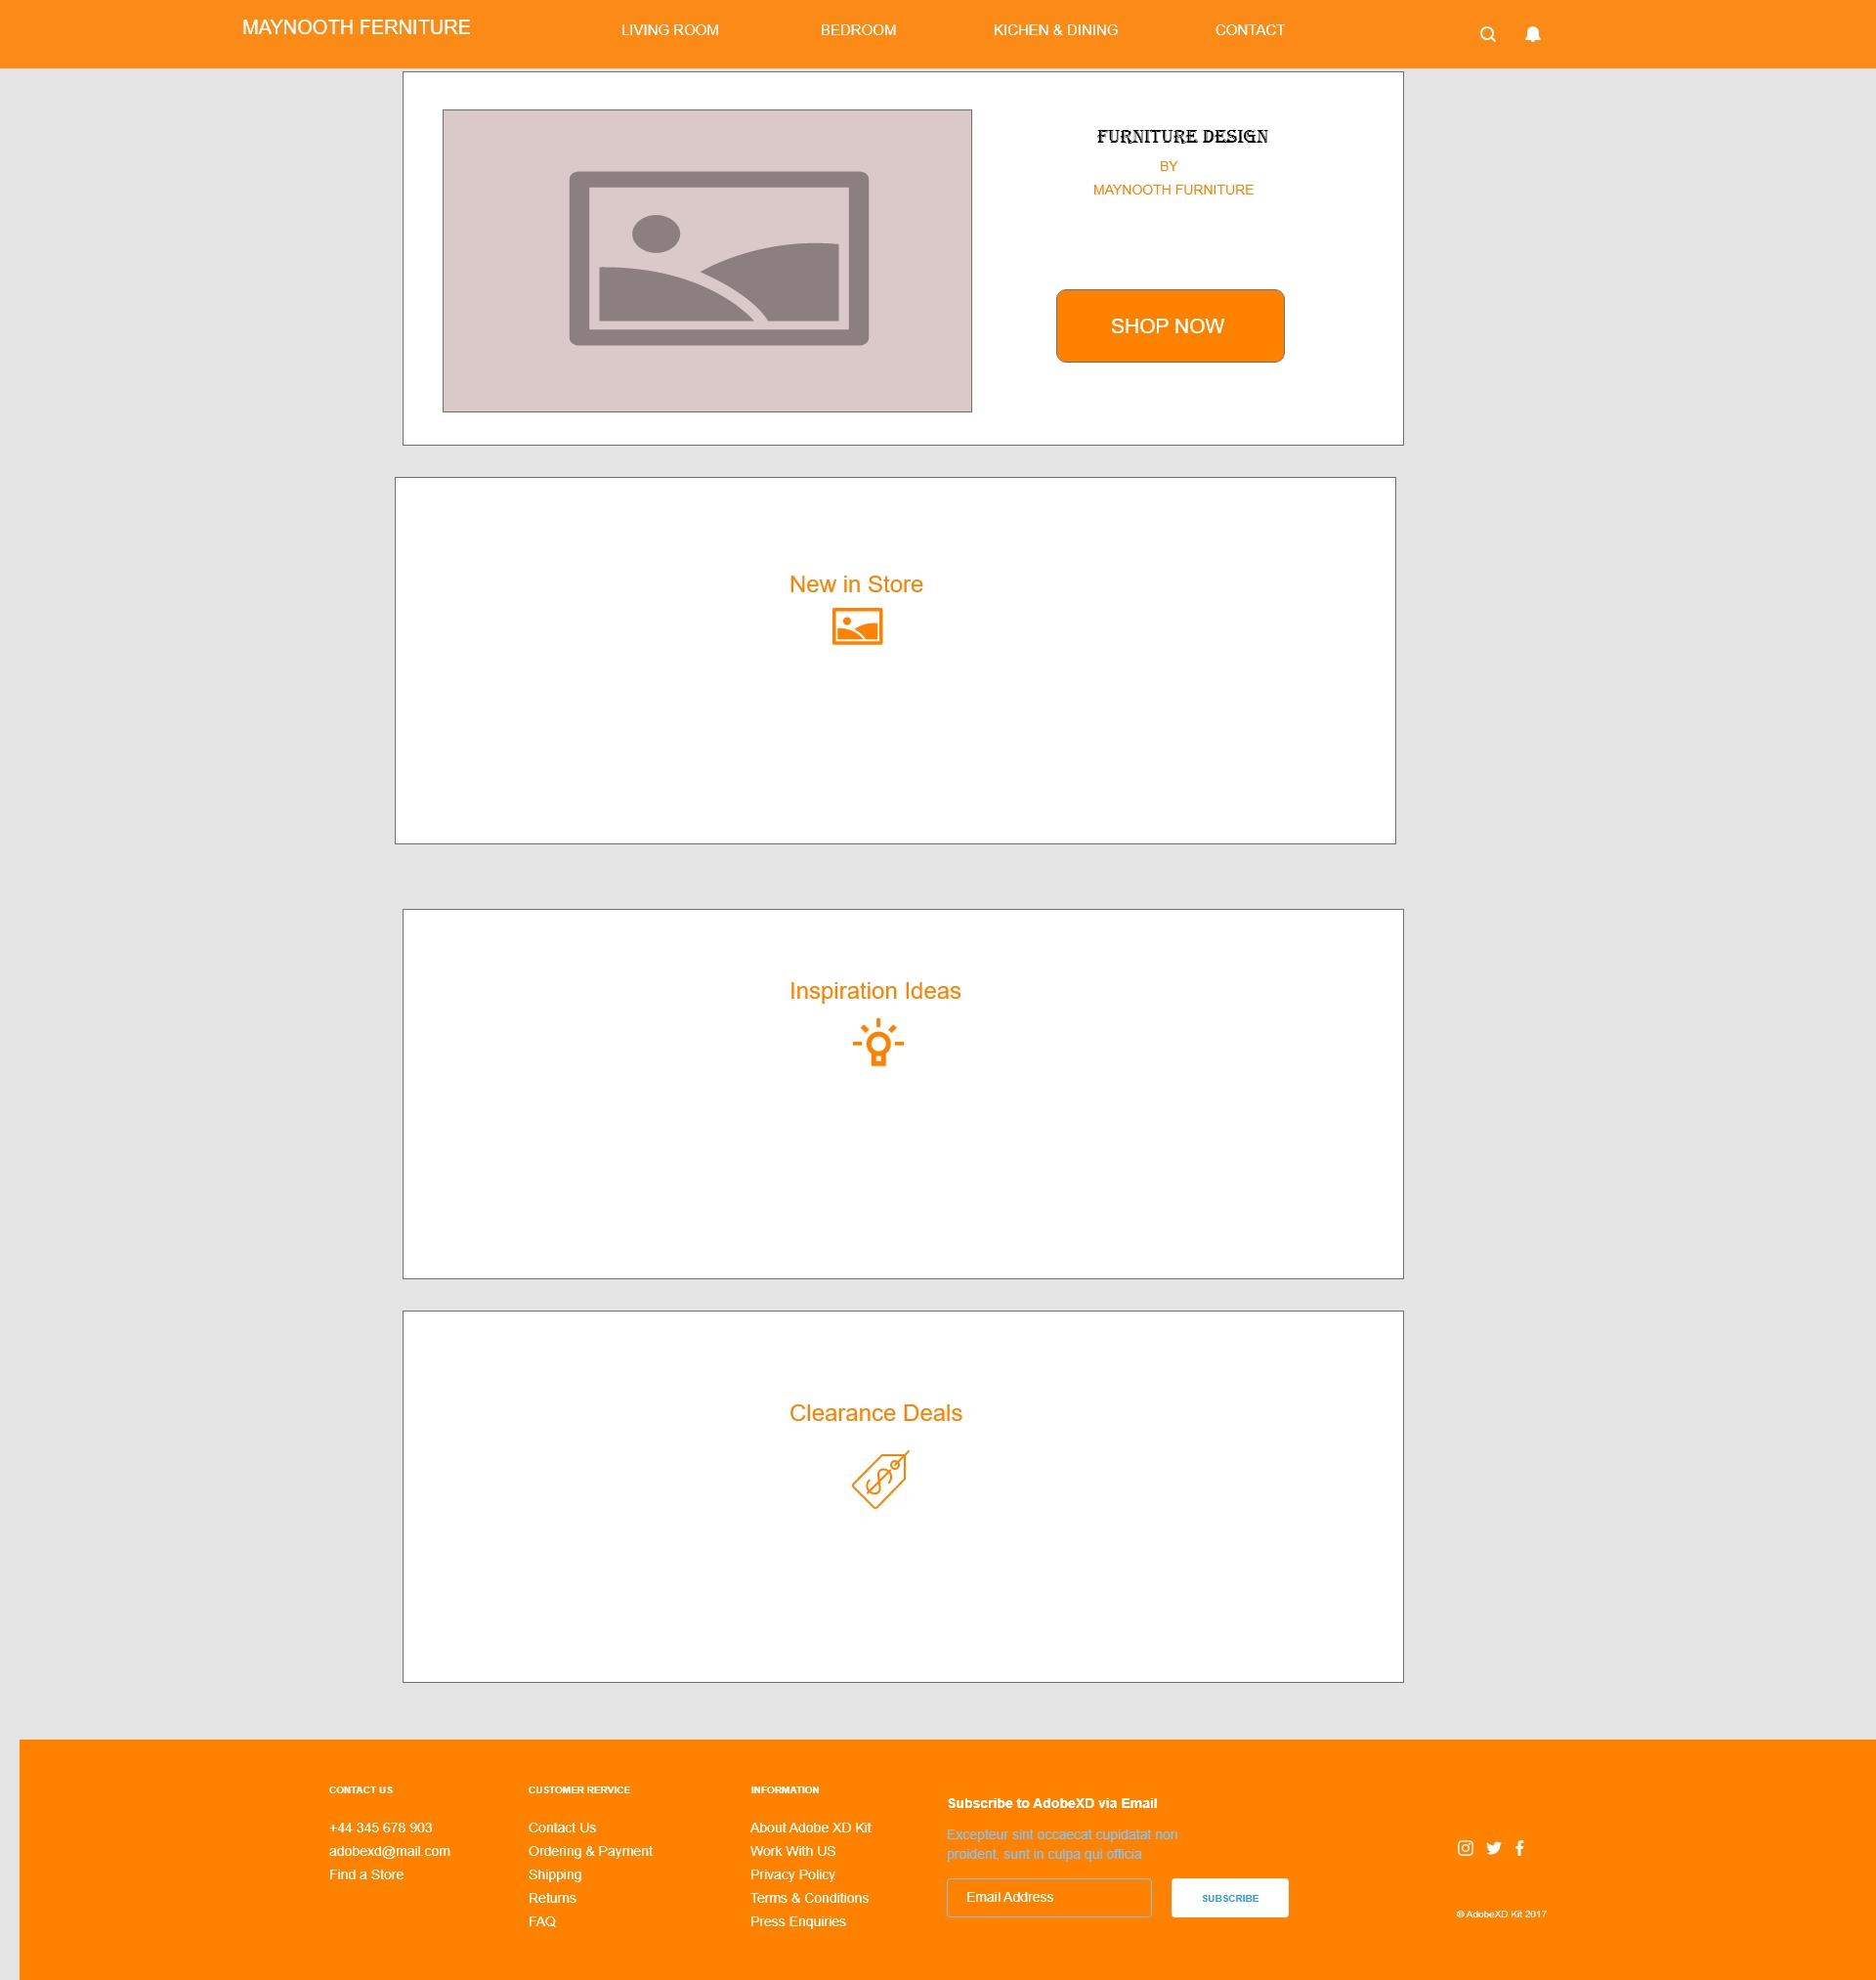 MAYNOOTH FERNITURE
LIVING ROOM
BEDROOM
KICHEN & DINING
CONTACT
FURNITURE DESIGN
BY
MAYNOOTH FURNITURE
SHOP NOW
New in Store
Inspiration Ideas
Clearance Deals
CONTACT US
+44 345 678 903
adobexd@mail.com
Find a Store
CUSTOMER RERVICE
Contact Us
Ordering & Payment
Shipping
Returns
FAQ
INFORMATION
About Adobe XD Kit
Work With US
Privacy Policy
Terms & Conditions
Press Enquiries
Subscribe to AdobeXD via Email
Excepteur sint occaecat cupidatat non
proident, sunt in culpa qui officia
Email Address
SUBSCRIBE
© AdobeXD Kit 2017